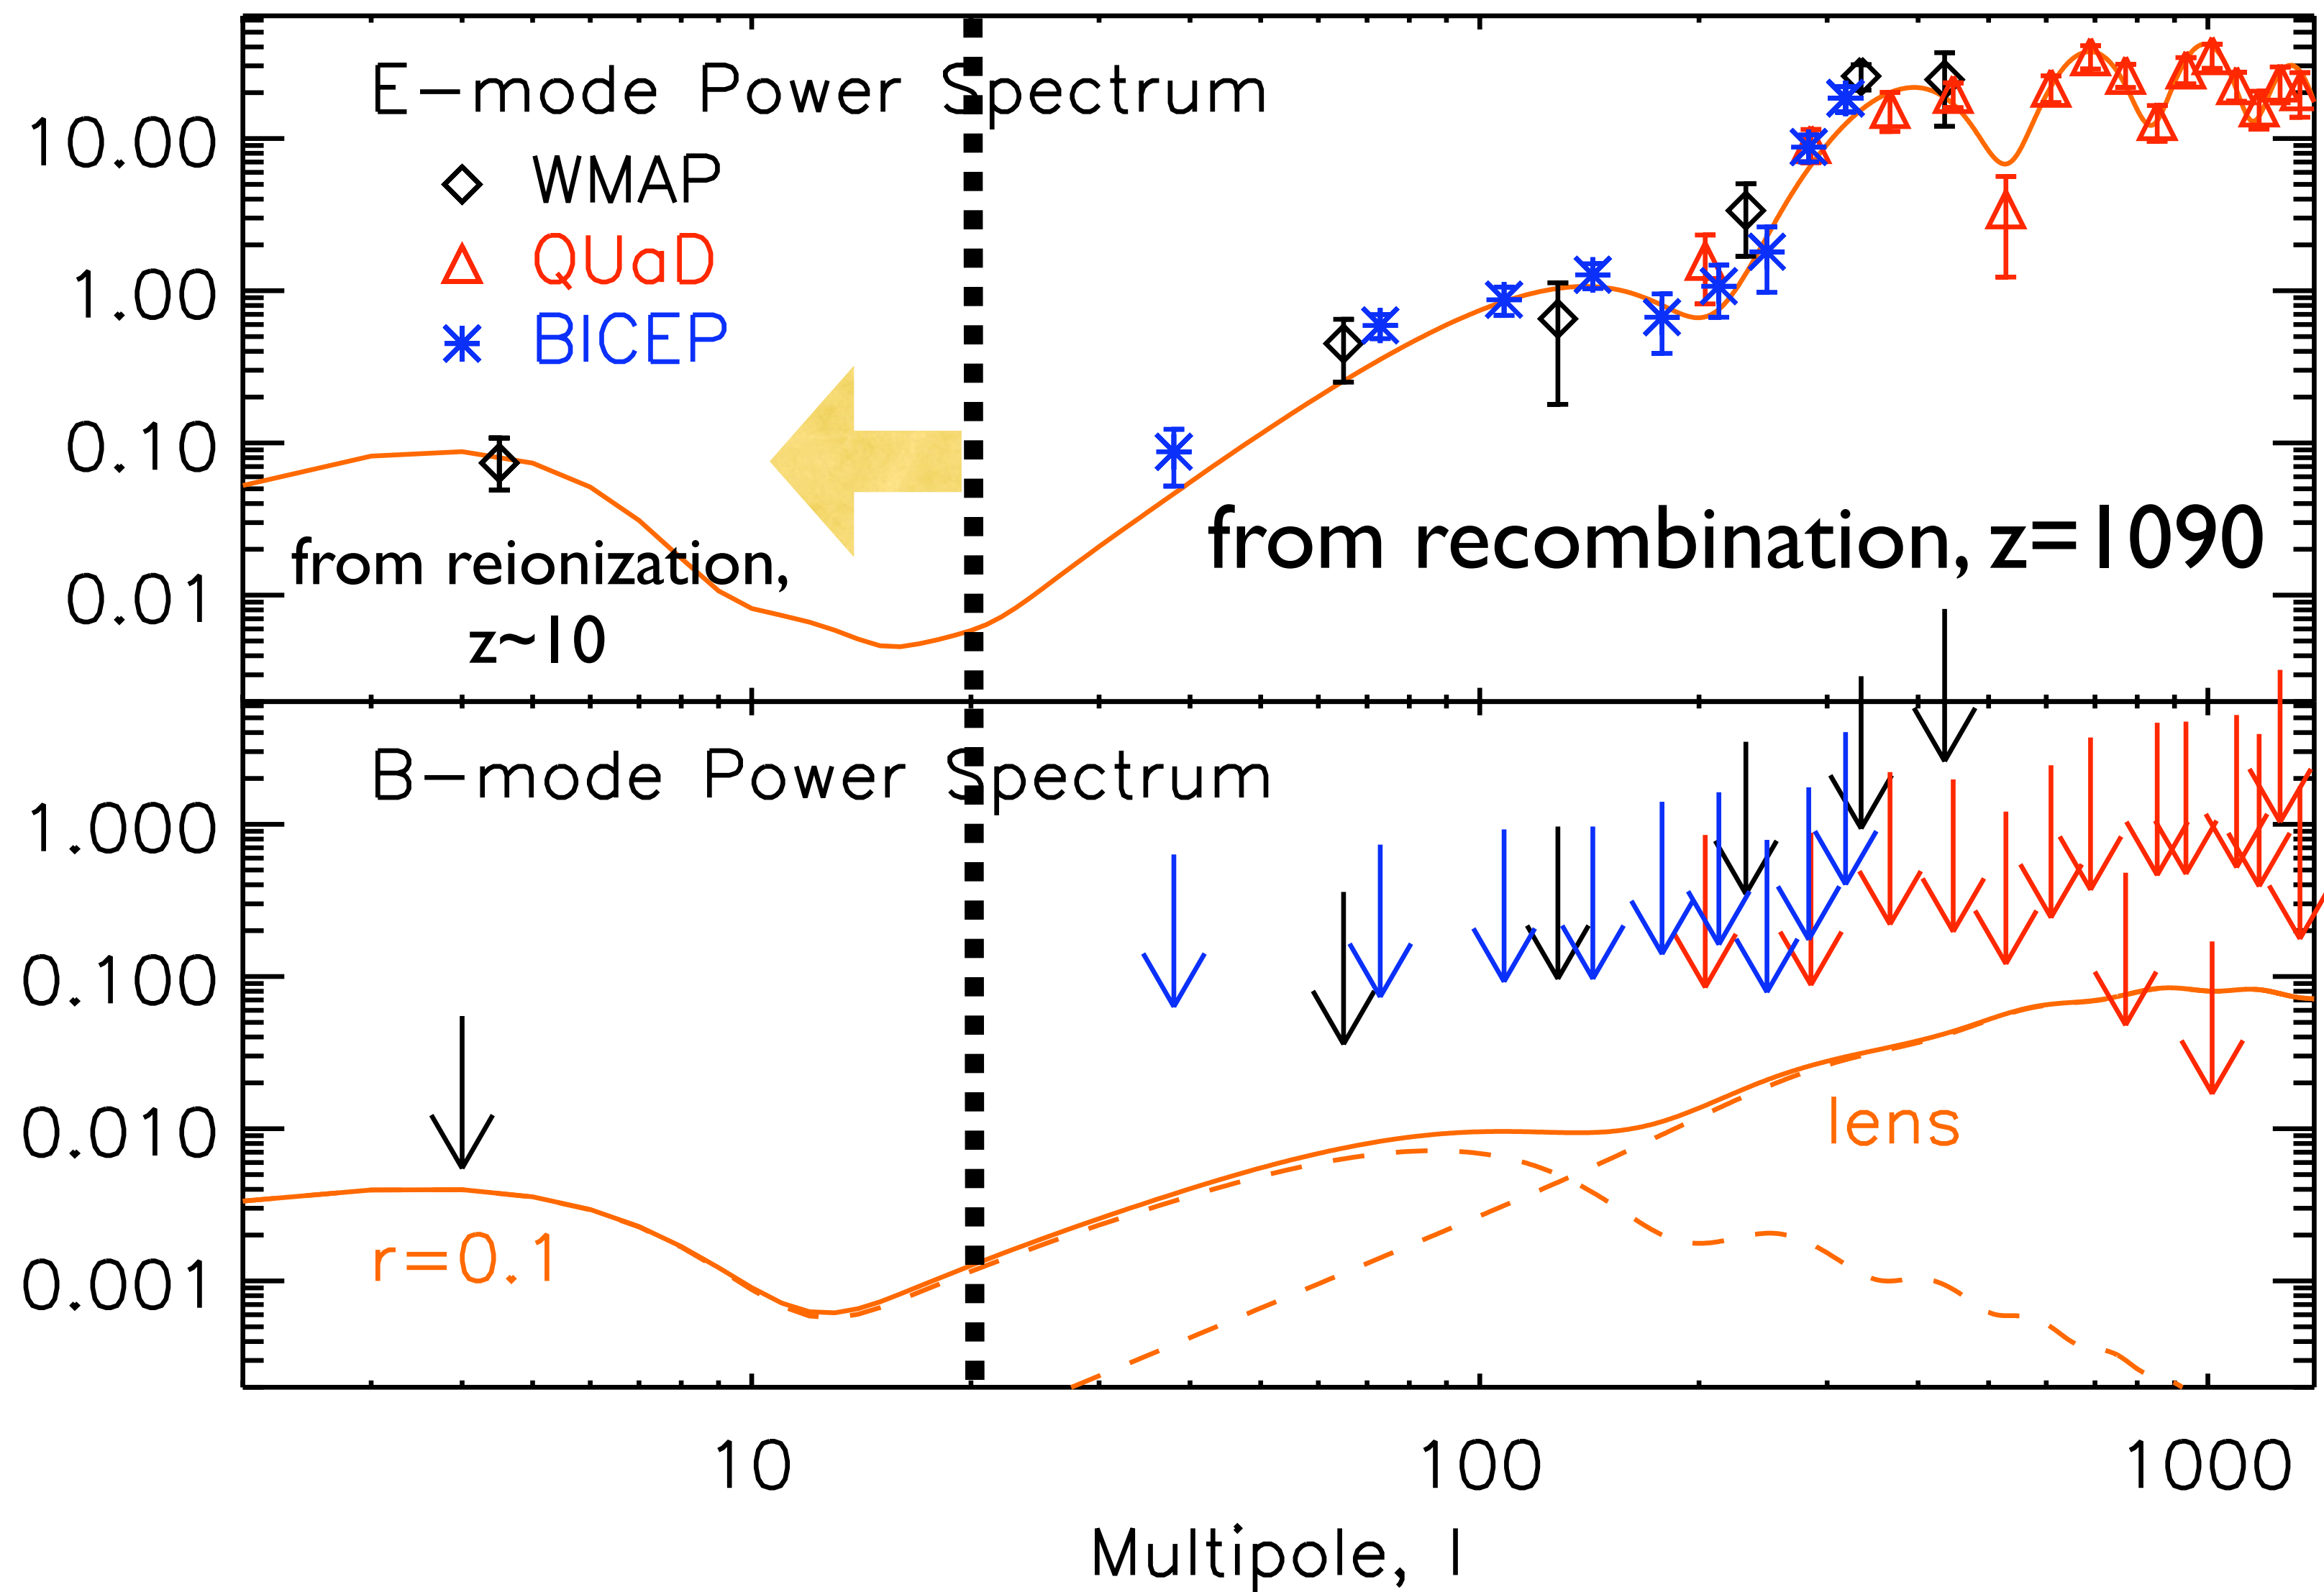 E-mode Power Spectrum
WMAP
QUaD
BICEP
10.00
1.00
0.10
0.01
from reionization,
z~10
from recombination, z=1090
B-mode Power Spectrum
1.000
0.100
0.010
0.001
lens
r=0.1
10
100
1000
Multipole, l